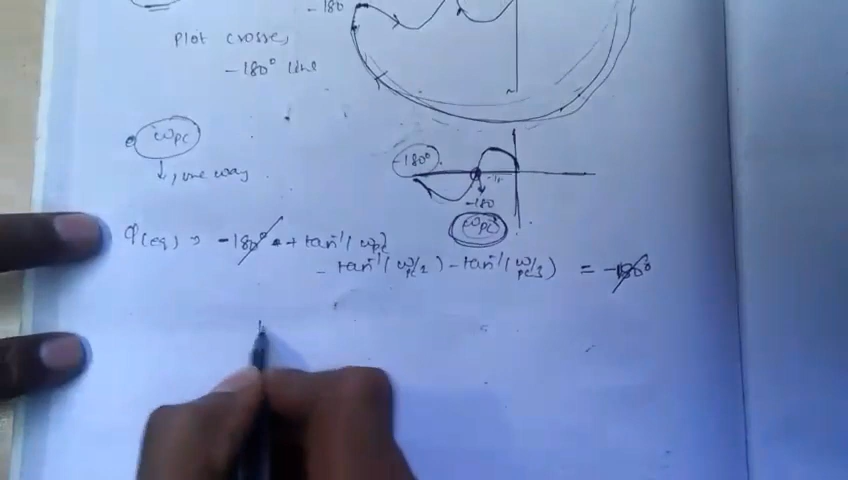 -180
Plot crosses
-180° line
ωpc
↓, one way
-180°
-180
ωpc
φ(eq) → -180° + tan⁻¹(ωpc
- tan⁻¹(ωpc/2) - tan⁻¹(ωpc/3) = -180°